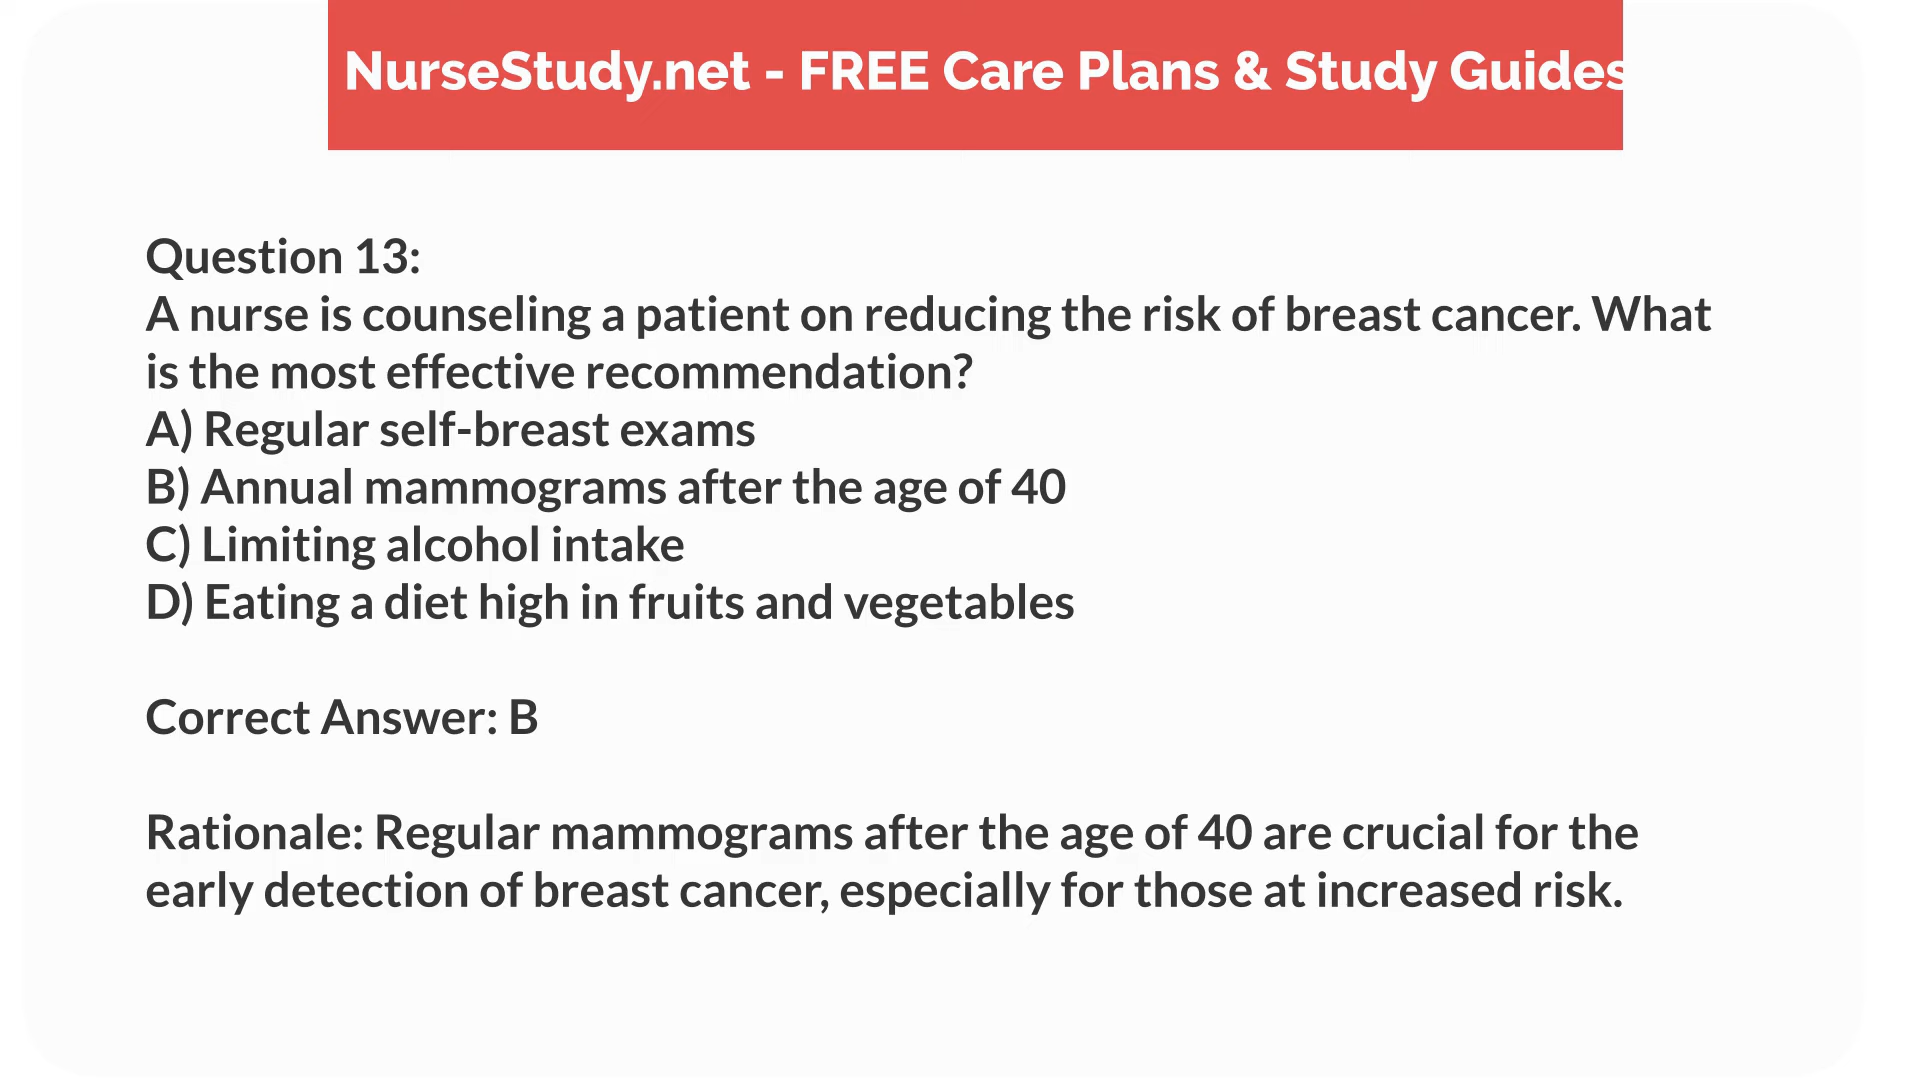 NurseStudy.net - FREE Care Plans & Study Guides
Question 13:
A nurse is counseling a patient on reducing the risk of breast cancer. What
is the most effective recommendation?
A) Regular self-breast exams
B) Annual mammograms after the age of 40
C) Limiting alcohol intake
D) Eating a diet high in fruits and vegetables
Correct Answer: B
Rationale: Regular mammograms after the age of 40 are crucial for the
early detection of breast cancer, especially for those at increased risk.